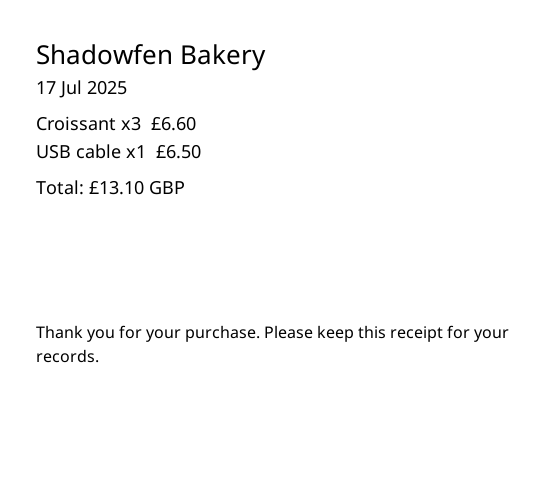 Shadowfen Bakery
17 Jul 2025
Croissant x3  £6.60
USB cable x1  £6.50
Total: £13.10 GBP
Thank you for your purchase. Please keep this receipt for your
records.